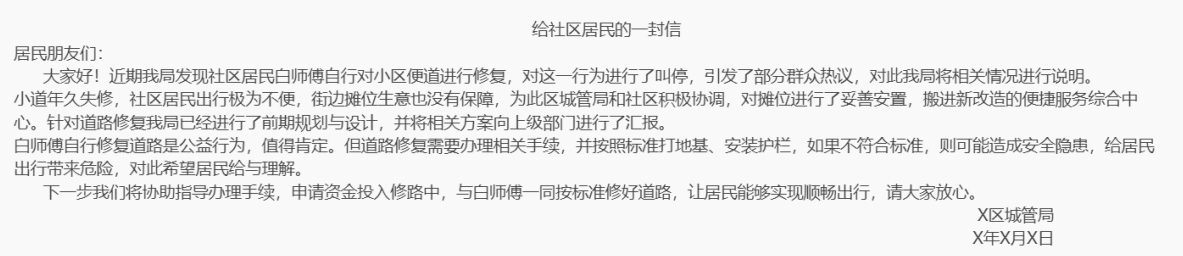 给社区居民的一封信
居民朋友们：
大家好！近期我局发现社区居民白师傅自行对小区便道进行修复，对这一行为进行了叫停，引发了部分群众热议，对此我局将相关情况进行说明。
小道年久失修，社区居民出行极为不便，街边摊位生意也没有保障，为此区城管局和社区积极协调，对摊位进行了妥善安置，搬进新改造的便捷服务综合中
心。针对道路修复我局已经进行了前期规划与设计，并将相关方案向上级部门进行了汇报。
白师傅自行修复道路是公益行为，值得肯定。但道路修复需要办理相关手续，并按照标准打地基、安装护栏，如果不符合标准，则可能造成安全隐患，给居民
出行带来危险，对此希望居民给与理解。
下一步我们将协助指导办理手续，申请资金投入修路中，与白师傅一同按标准修好道路，让居民能够实现顺畅出行，请大家放心。
X区城管局
X年X月X日